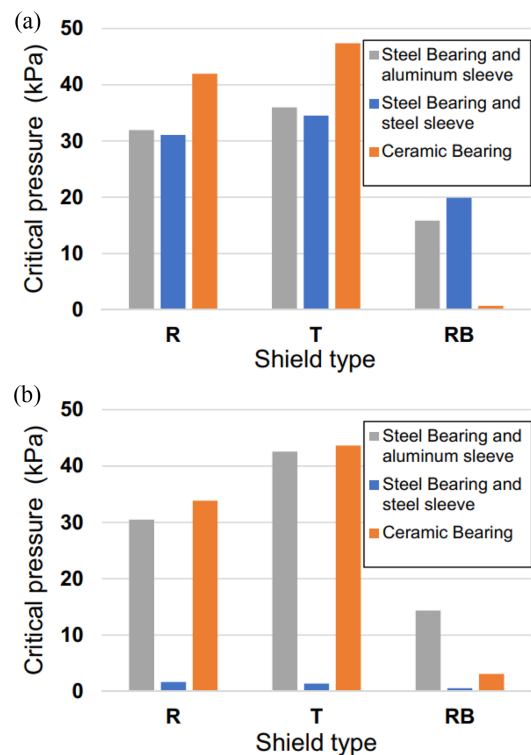 (a)
50
40
30
20
10
0
Critical pressure (kPa)
Steel Bearing and
aluminum sleeve
Steel Bearing and
steel sleeve
Ceramic Bearing
R T RB
Shield type
(b)
50
40
30
20
10
0
Critical pressure (kPa)
Steel Bearing and
aluminum sleeve
Steel Bearing and
steel sleeve
Ceramic Bearing
R T RB
Shield type